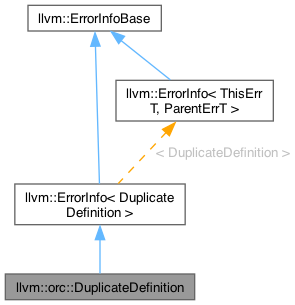 llvm::ErrorInfoBase
llvm::ErrorInfo< ThisErr
T, ParentErrT >
< DuplicateDefinition >
llvm::ErrorInfo< Duplicate
Definition >
llvm::orc::DuplicateDefinition